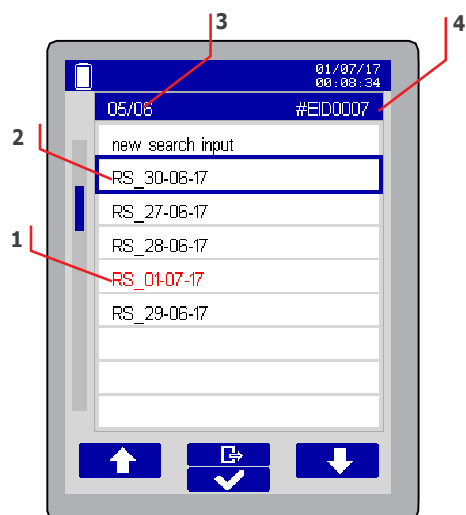 3
4
01/07/17
00:08:34
05/06 #EID0007
2
new search input
RS_30-06-17
RS_27-06-17
RS_28-06-17
1
RS_01-07-17
RS_29-06-17